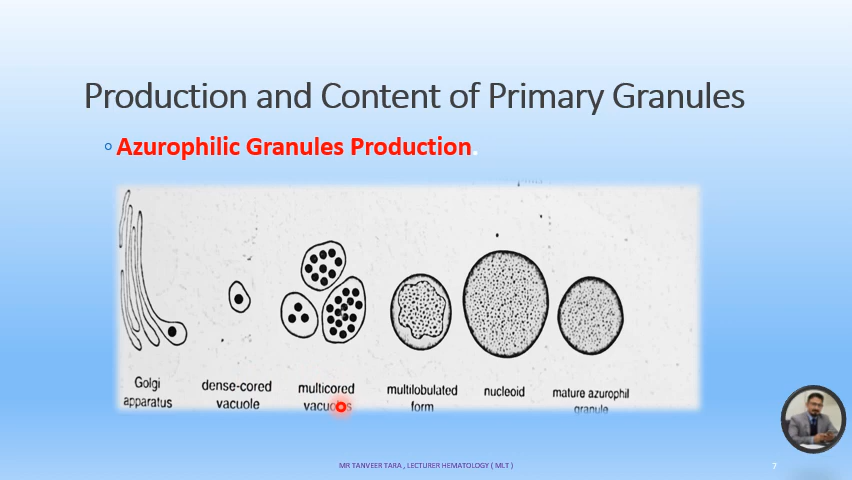 Production and Content of Primary Granules
Azurophilic Granules Production.
Golgi apparatus
dense-cored vacuole
multicored vacuoles
multilobulated form
nucleoid
mature azurophil granule
MR TANVEER TARA , LECTURER HEMATOLOGY ( MLT )
7